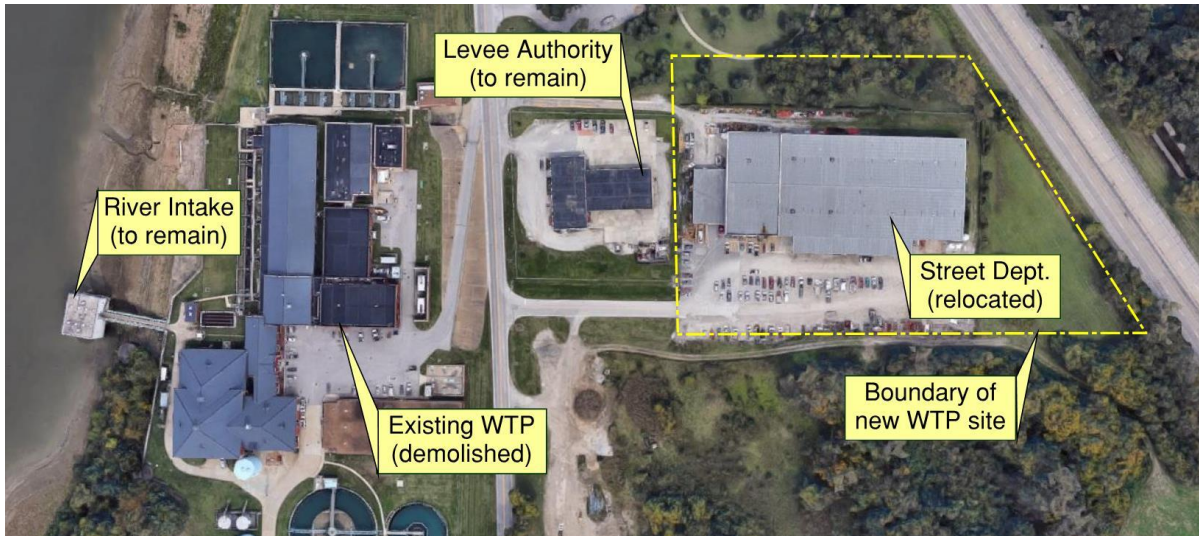 Levee Authority
(to remain)
River Intake
(to remain)
Street Dept.
(relocated)
Boundary of
new WTP site
Existing WTP
(demolished)